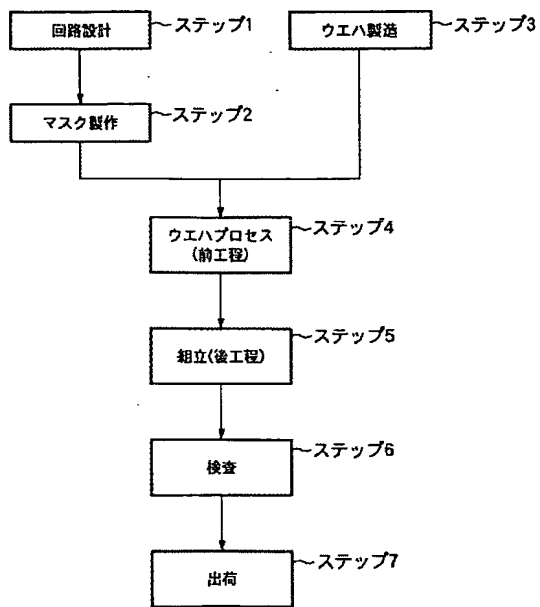 回路設計
ステップ1
ウエハ製造
ステップ3
マスク製作
ステップ2
ウエハプロセス
(前工程)
ステップ4
組立(後工程)
ステップ5
検査
ステップ6
出荷
ステップ7